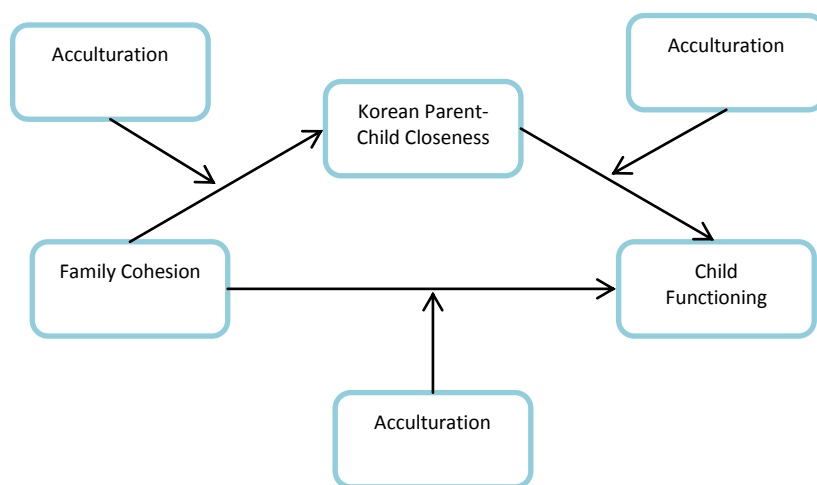 Acculturation
Acculturation
Korean Parent-
Child Closeness
Family Cohesion
Child
Functioning
Acculturation